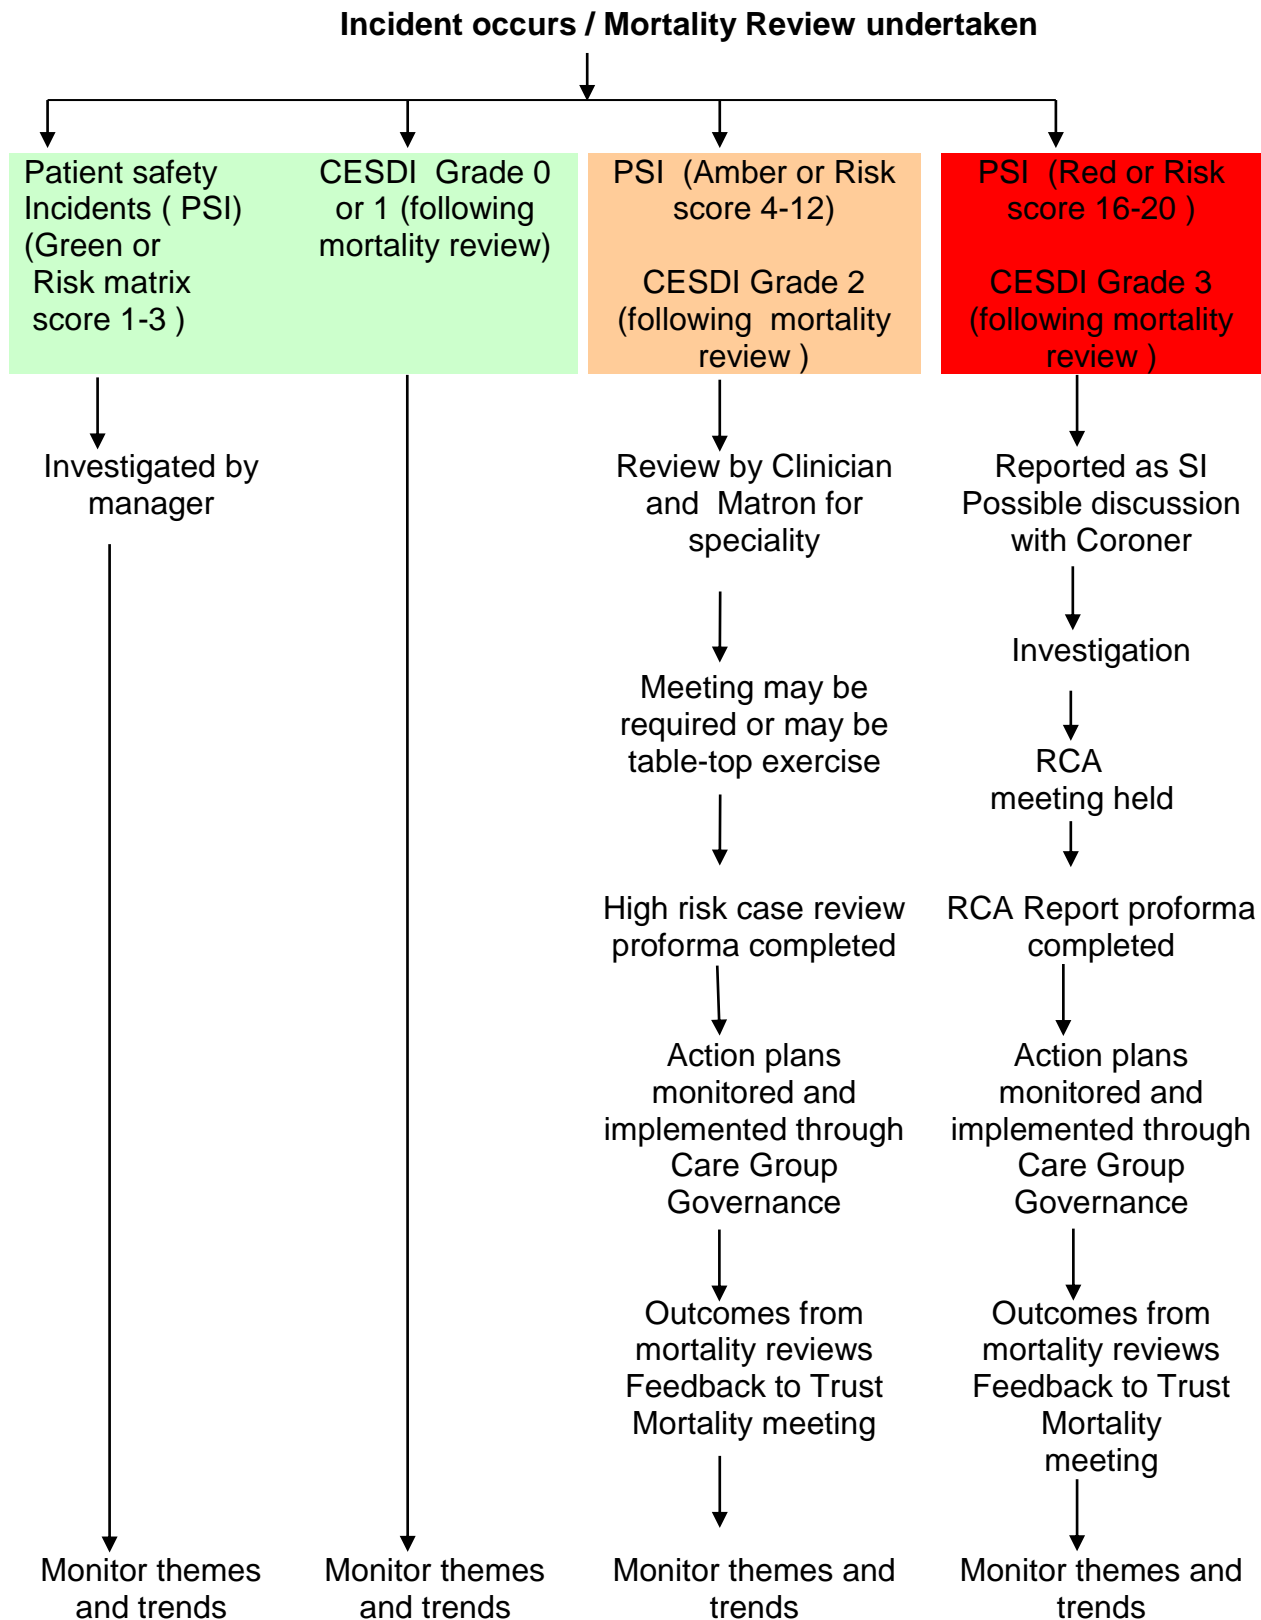 Incident occurs / Mortality Review undertaken
Patient safety
Incidents ( PSI)
(Green or
Risk matrix
score 1-3 )
CESDI Grade 0
or 1 (following
mortality review)
PSI (Amber or Risk
score 4-12)
CESDI Grade 2
(following mortality
review )
PSI (Red or Risk
score 16-20 )
CESDI Grade 3
(following mortality
review )
Investigated by
manager
Monitor themes
and trends
Monitor themes
and trends
Review by Clinician
and Matron for
speciality
Meeting may be
required or may be
table-top exercise
High risk case review
proforma completed
Action plans
monitored and
implemented through
Care Group
Governance
Outcomes from
mortality reviews
Feedback to Trust
Mortality meeting
Monitor themes and
trends
Reported as SI
Possible discussion
with Coroner
Investigation
RCA
meeting held
RCA Report proforma
completed
Action plans
monitored and
implemented through
Care Group
Governance
Outcomes from
mortality reviews
Feedback to Trust
Mortality
meeting
Monitor themes and
trends